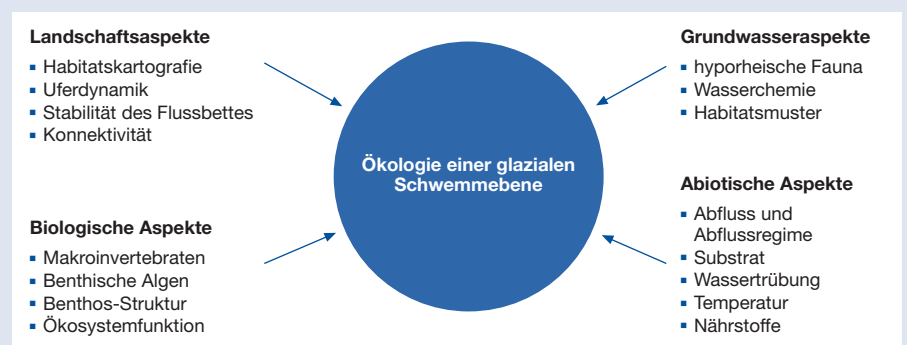 Landschaftsaspekte
▪ Habitatskartografie
▪ Uferdynamik
▪ Stabilität des Flussbettes
▪ Konnektivität
Grundwasseraspekte
▪ hyporheische Fauna
▪ Wasserchemie
▪ Habitatsmuster
Ökologie einer glazialen
Schwemmebene
Biologische Aspekte
▪ Makroinvertebraten
▪ Benthische Algen
▪ Benthos-Struktur
▪ Ökosystemfunktion
Abiotische Aspekte
▪ Abfluss und
Abflussregime
▪ Substrat
▪ Wassertrübung
▪ Temperatur
▪ Nährstoffe